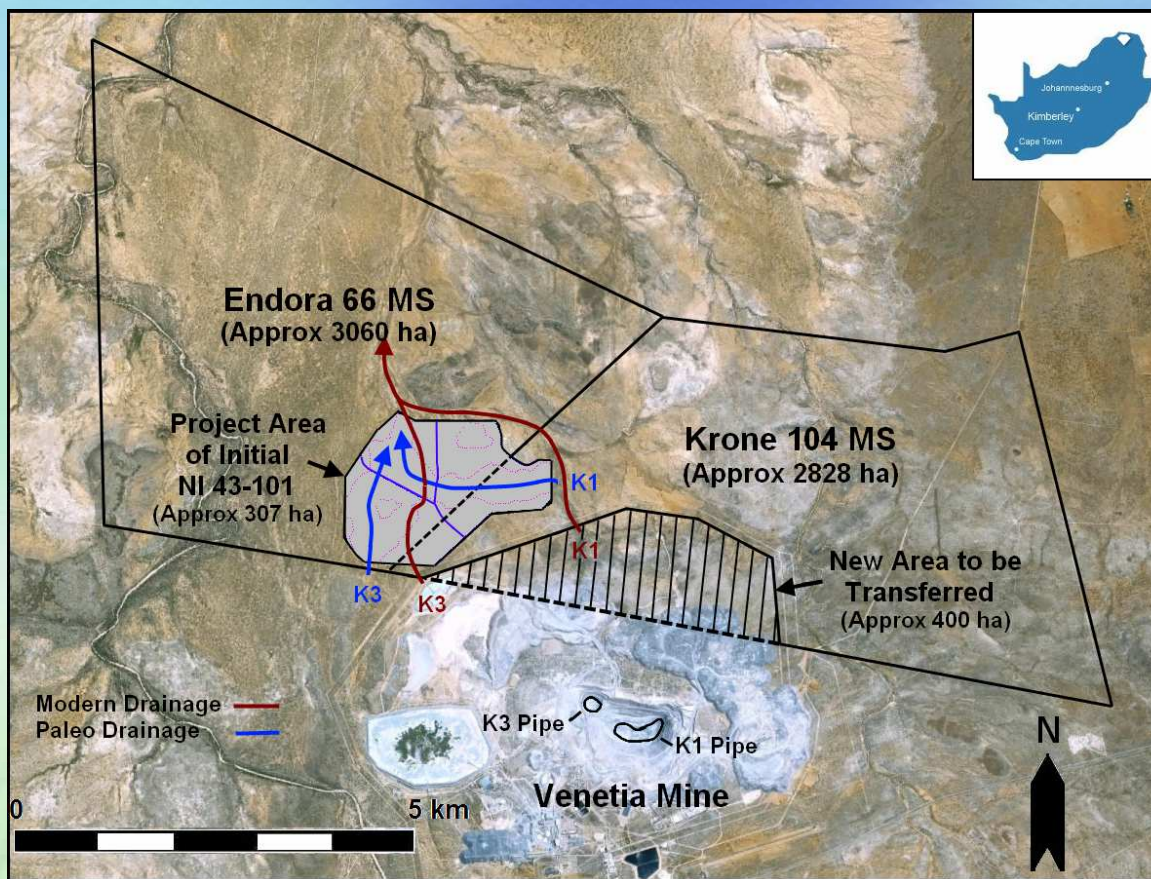 Johannnesburg
Kimberley
Cape Town
Endora 66 MS
(Approx 3060 ha)
Project Area
of Initial
NI 43-101
(Approx 307 ha)
Krone 104 MS
(Approx 2828 ha)
K1
K1
K3
K3
New Area to be
Transferred
(Approx 400 ha)
Modern Drainage
Paleo Drainage
K3 Pipe
K1 Pipe
Venetia Mine
N
0
5 km